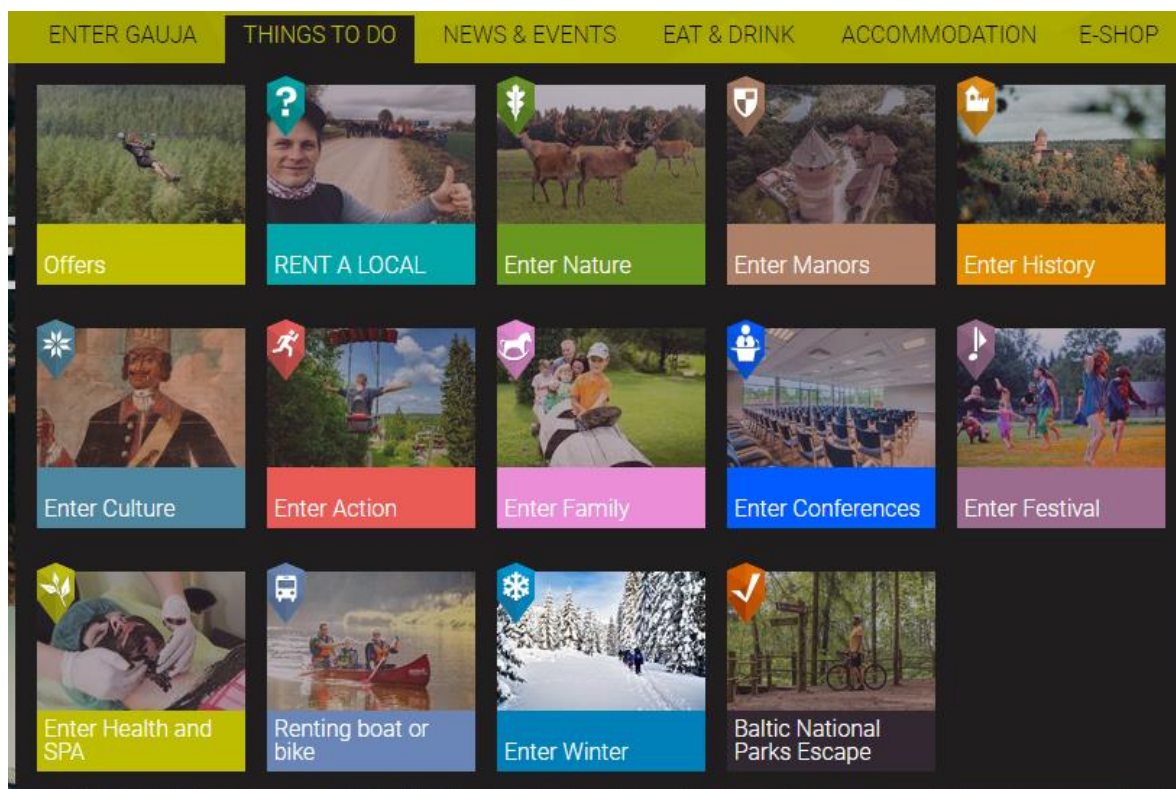 ENTER GAUJA THINGS TO DO NEWS & EVENTS EAT & DRINK ACCOMMODATION E-SHOP
Offers
RENT A LOCAL
Enter Nature
Enter Manors
Enter History
Enter Culture
Enter Action
Enter Family
Enter Conferences
Enter Festival
Enter Health and
SPA
Renting boat or
bike
Enter Winter
Baltic National
Parks Escape